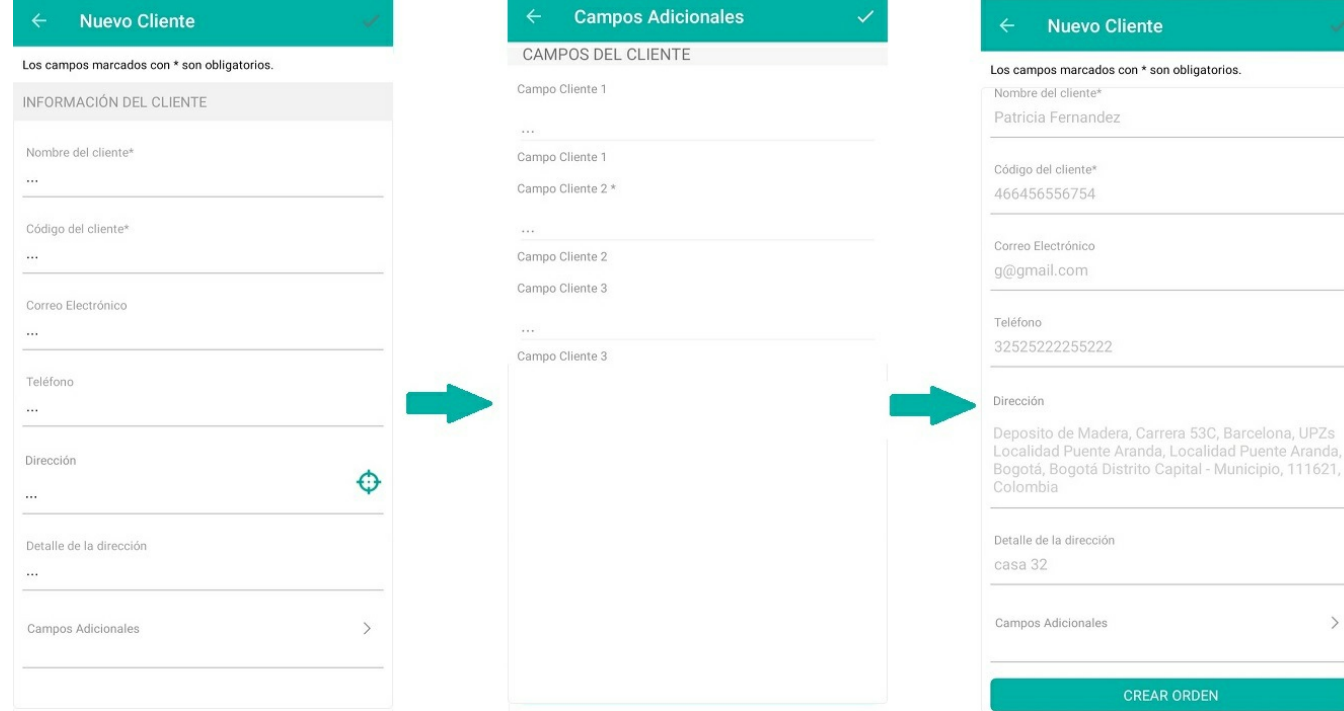 Nuevo Cliente
Los campos marcados con * son obligatorios.
INFORMACIÓN DEL CLIENTE
Nombre del cliente*
...
Código del cliente*
...
Correo Electrónico
...
Teléfono
...
Dirección
...
Detalle de la dirección
...
Campos Adicionales
Campos Adicionales
CAMPOS DEL CLIENTE
Campo Cliente 1
...
Campo Cliente 1
Campo Cliente 2 *
...
Campo Cliente 2
Campo Cliente 3
...
Campo Cliente 3
Nuevo Cliente
Los campos marcados con * son obligatorios.
Nombre del cliente*
Patricia Fernandez
Código del cliente*
466456556754
Correo Electrónico
g@gmail.com
Teléfono
32525222255222
Dirección
Deposito de Madera, Carrera 53C, Barcelona, UPZs
Localidad Puente Aranda, Localidad Puente Aranda,
Bogotá, Bogotá Distrito Capital - Municipio, 111621,
Colombia
Detalle de la dirección
casa 32
Campos Adicionales
CREAR ORDEN